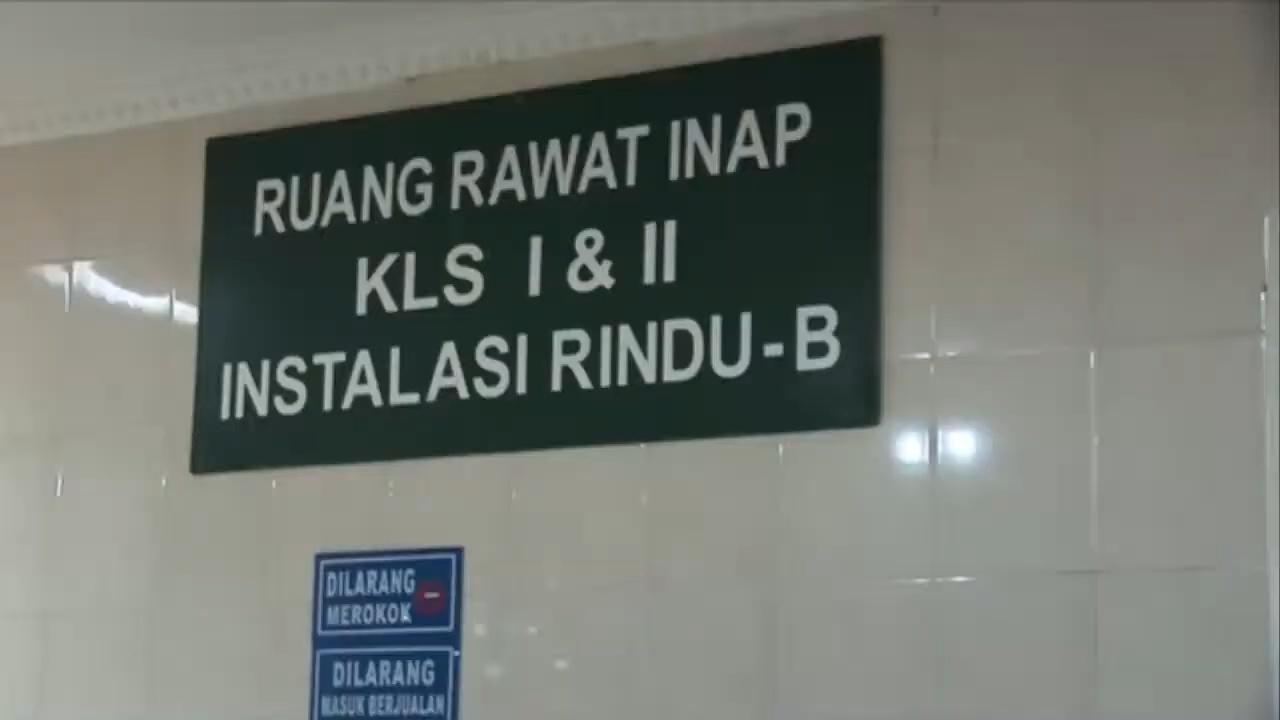 RUANG RAWAT INAP
KLS I & II
INSTALASI RINDU-B
DILARANG
MEROKOK
DILARANG
MASUK BERJUALAN